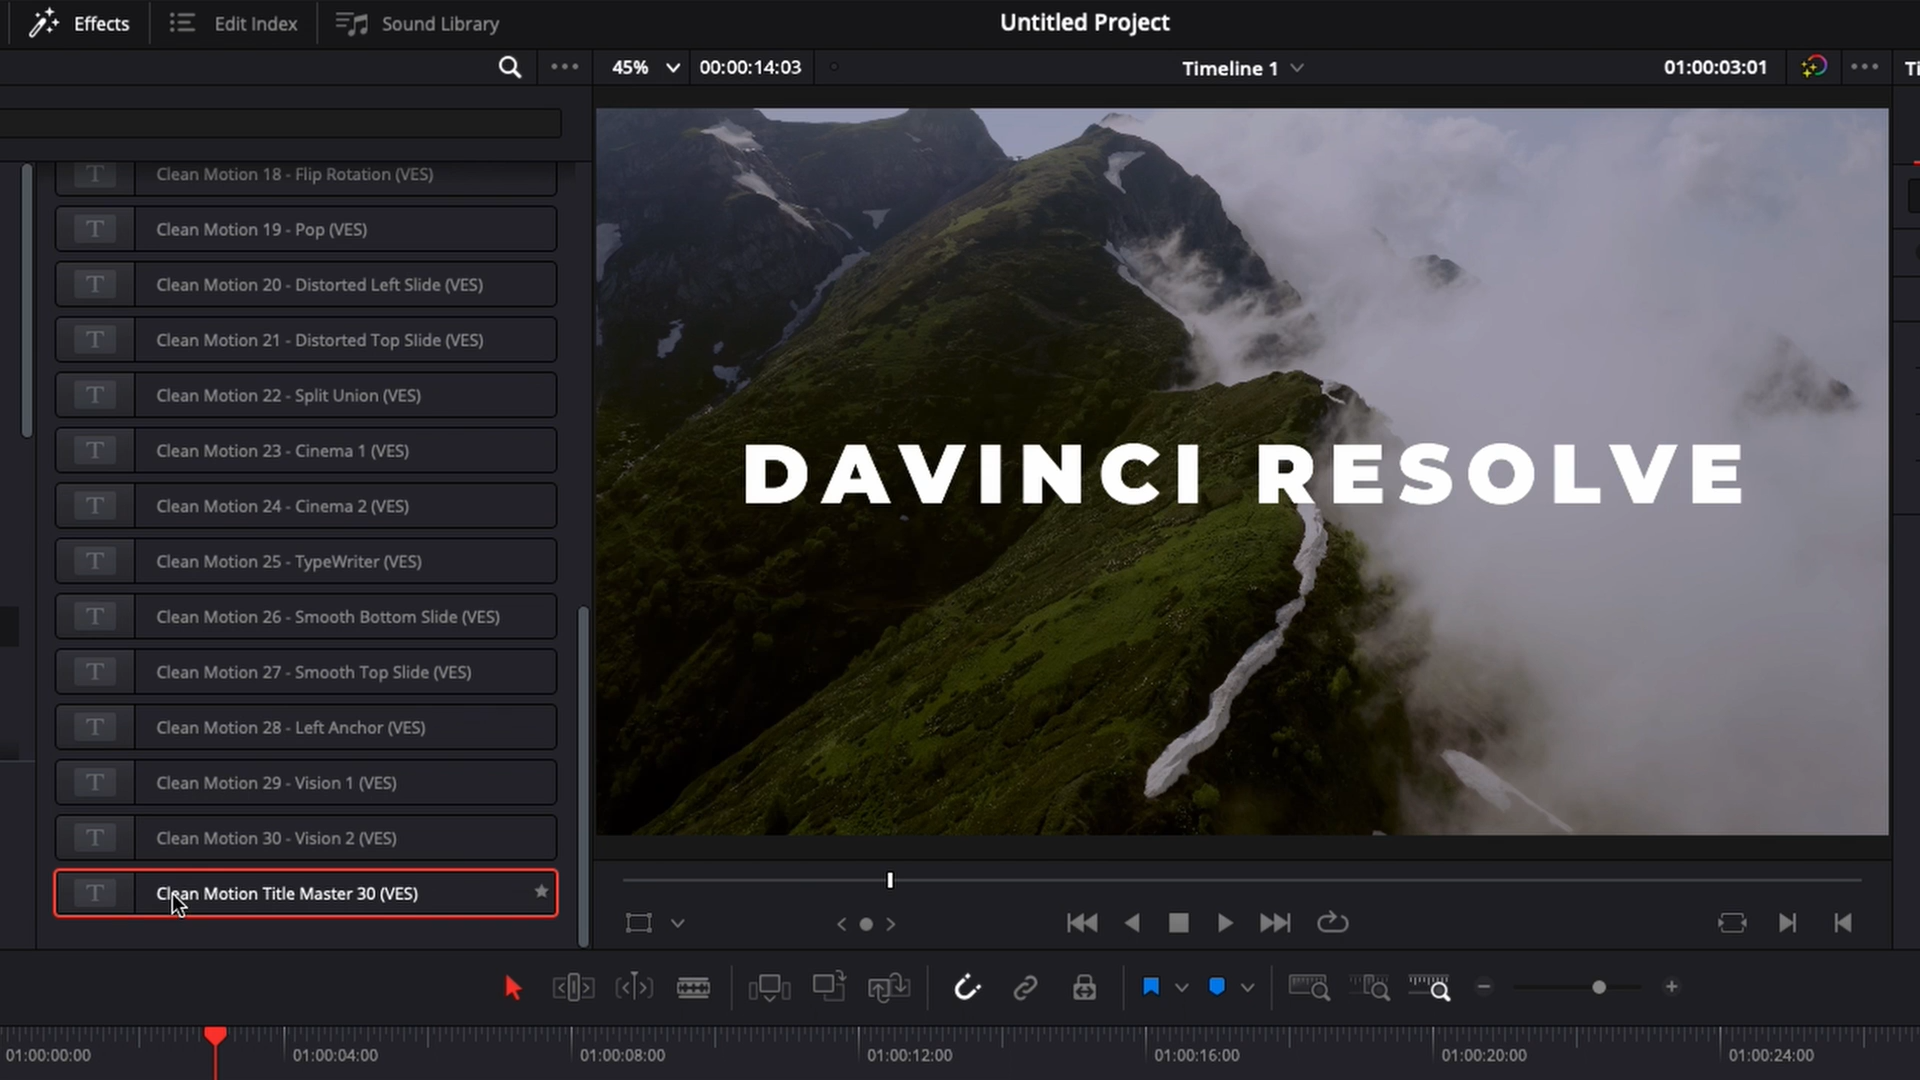 Effects
Edit Index
Sound Library
Untitled Project
45%
00:00:14:03
Timeline 1
01:00:03:01
Clean Motion 18 - Flip Rotation (VES)
Clean Motion 19 - Pop (VES)
Clean Motion 20 - Distorted Left Slide (VES)
Clean Motion 21 - Distorted Top Slide (VES)
Clean Motion 22 - Split Union (VES)
Clean Motion 23 - Cinema 1 (VES)
Clean Motion 24 - Cinema 2 (VES)
Clean Motion 25 - TypeWriter (VES)
Clean Motion 26 - Smooth Bottom Slide (VES)
Clean Motion 27 - Smooth Top Slide (VES)
Clean Motion 28 - Left Anchor (VES)
Clean Motion 29 - Vision 1 (VES)
Clean Motion 30 - Vision 2 (VES)
Clean Motion Title Master 30 (VES)
DAVINCI RESOLVE
01:00:00:00
01:00:04:00
01:00:08:00
01:00:12:00
01:00:16:00
01:00:20:00
01:00:24:00